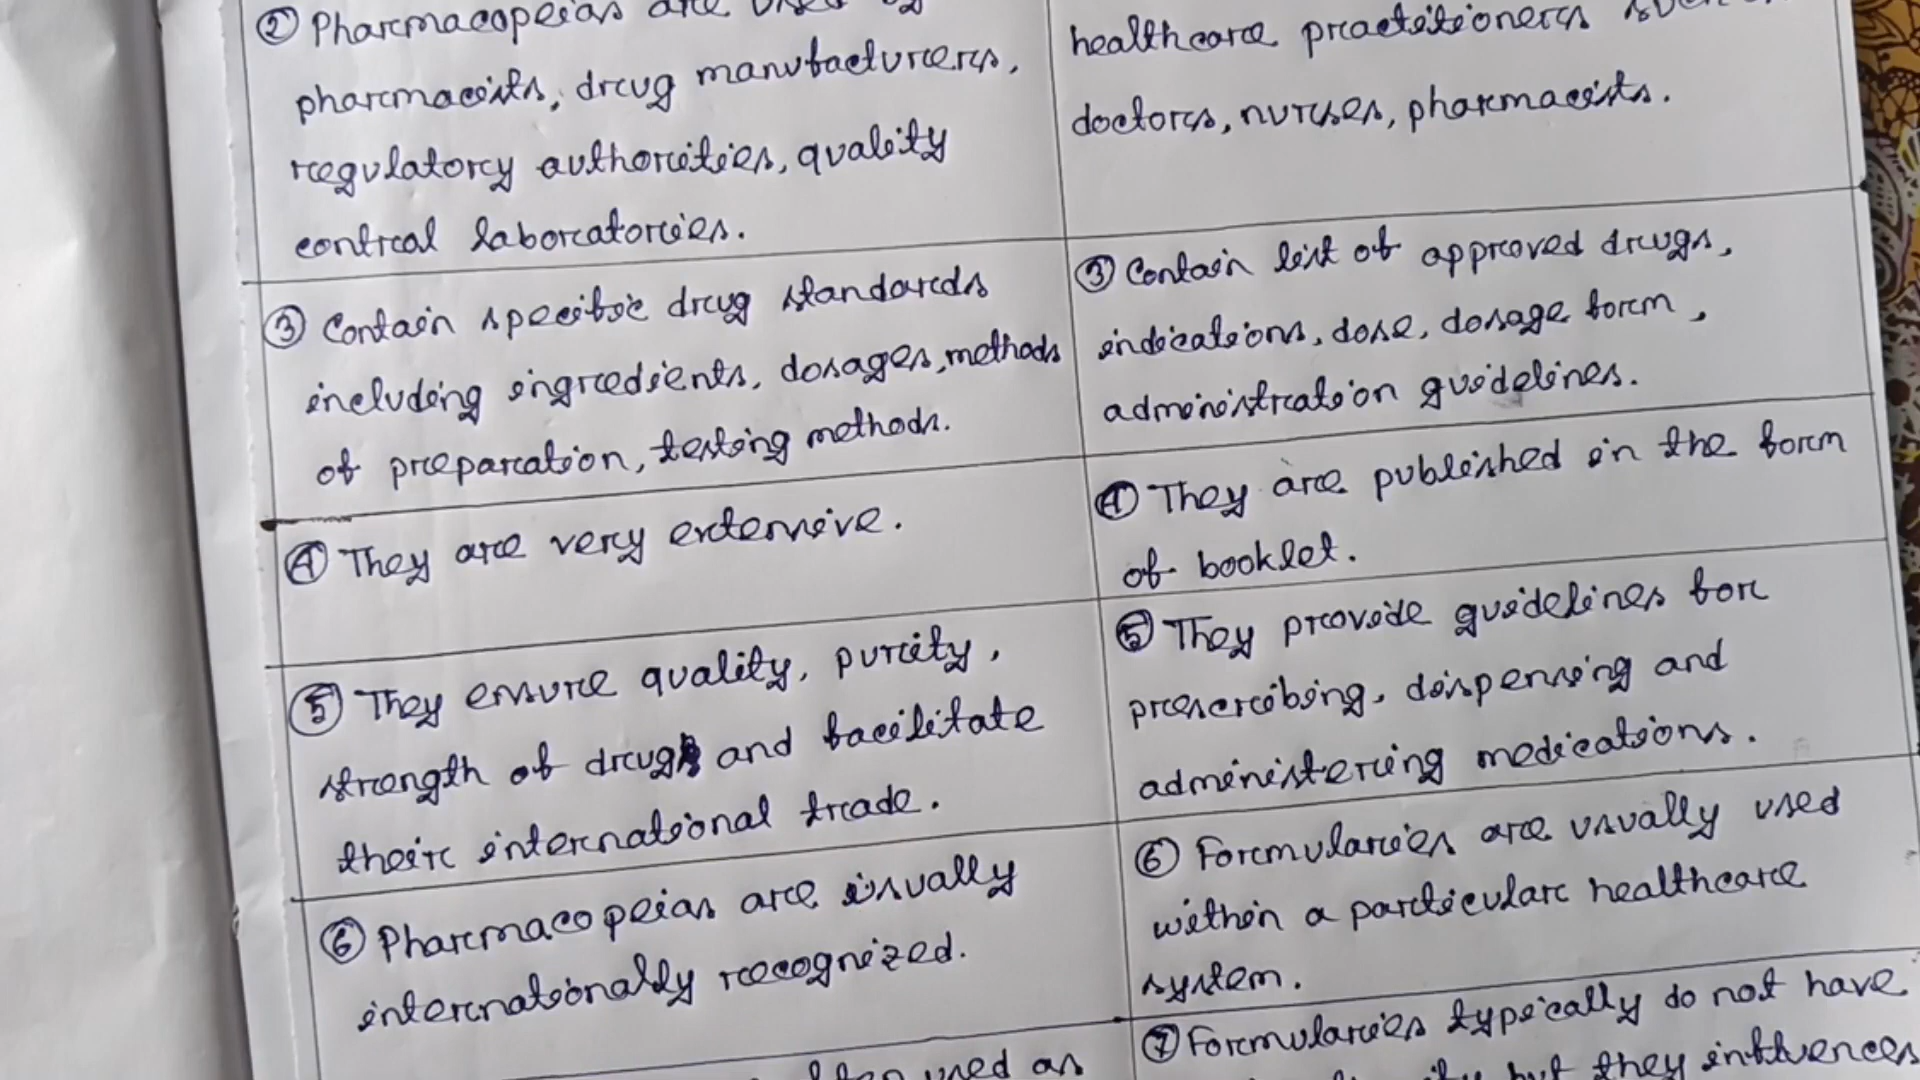 ② Pharmacopeias are used by
pharmacists, drug manufacturers,
regulatory authorities, quality
control laboratories.
healthcare practitioners such
doctors, nurses, pharmacists.
③ Contain specific drug standards
including ingredients, dosages, methods
of preparation, testing methods.
③ Contain list of approved drugs,
indications, dose, dosage form,
administration guidelines.
④ They are very extensive.
④ They are published in the form
of booklet.
⑤ They ensure quality, purity,
strength of drugs and facilitate
their international trade.
⑤ They provide guidelines for
prescribing, dispensing and
administering medications.
⑥ Pharmacopeias are usually
internationally recognized.
⑥ Formularies are usually used
within a particular healthcare
system.
used as
⑦ Formularies typically do not have
but they influences